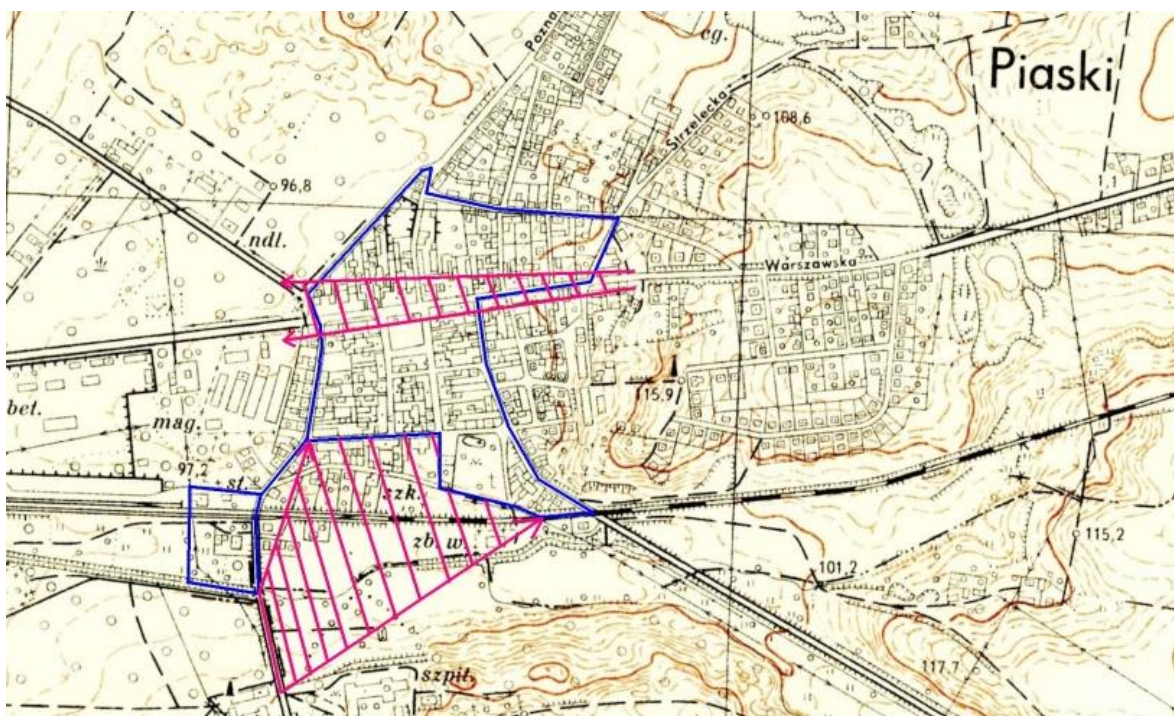 Pozna
cg.
Piaski
Strzelecka
108,6
96,8
ndl.
Warszawska
115,9
bet.
mag.
97,2
st.
szk.
zb. w.
115,2
101,2
117,7
szpit.